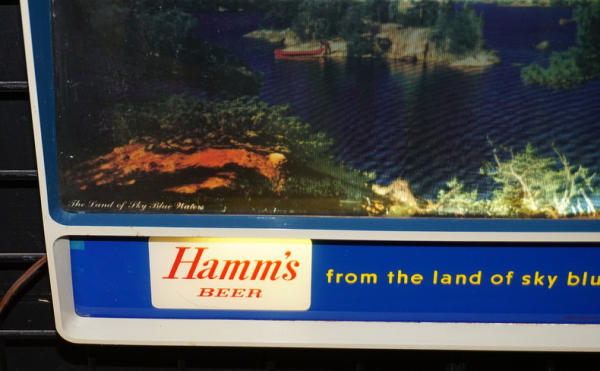 The Land of Sky Blue Waters
Hamm's
BEER
from the land of sky blu